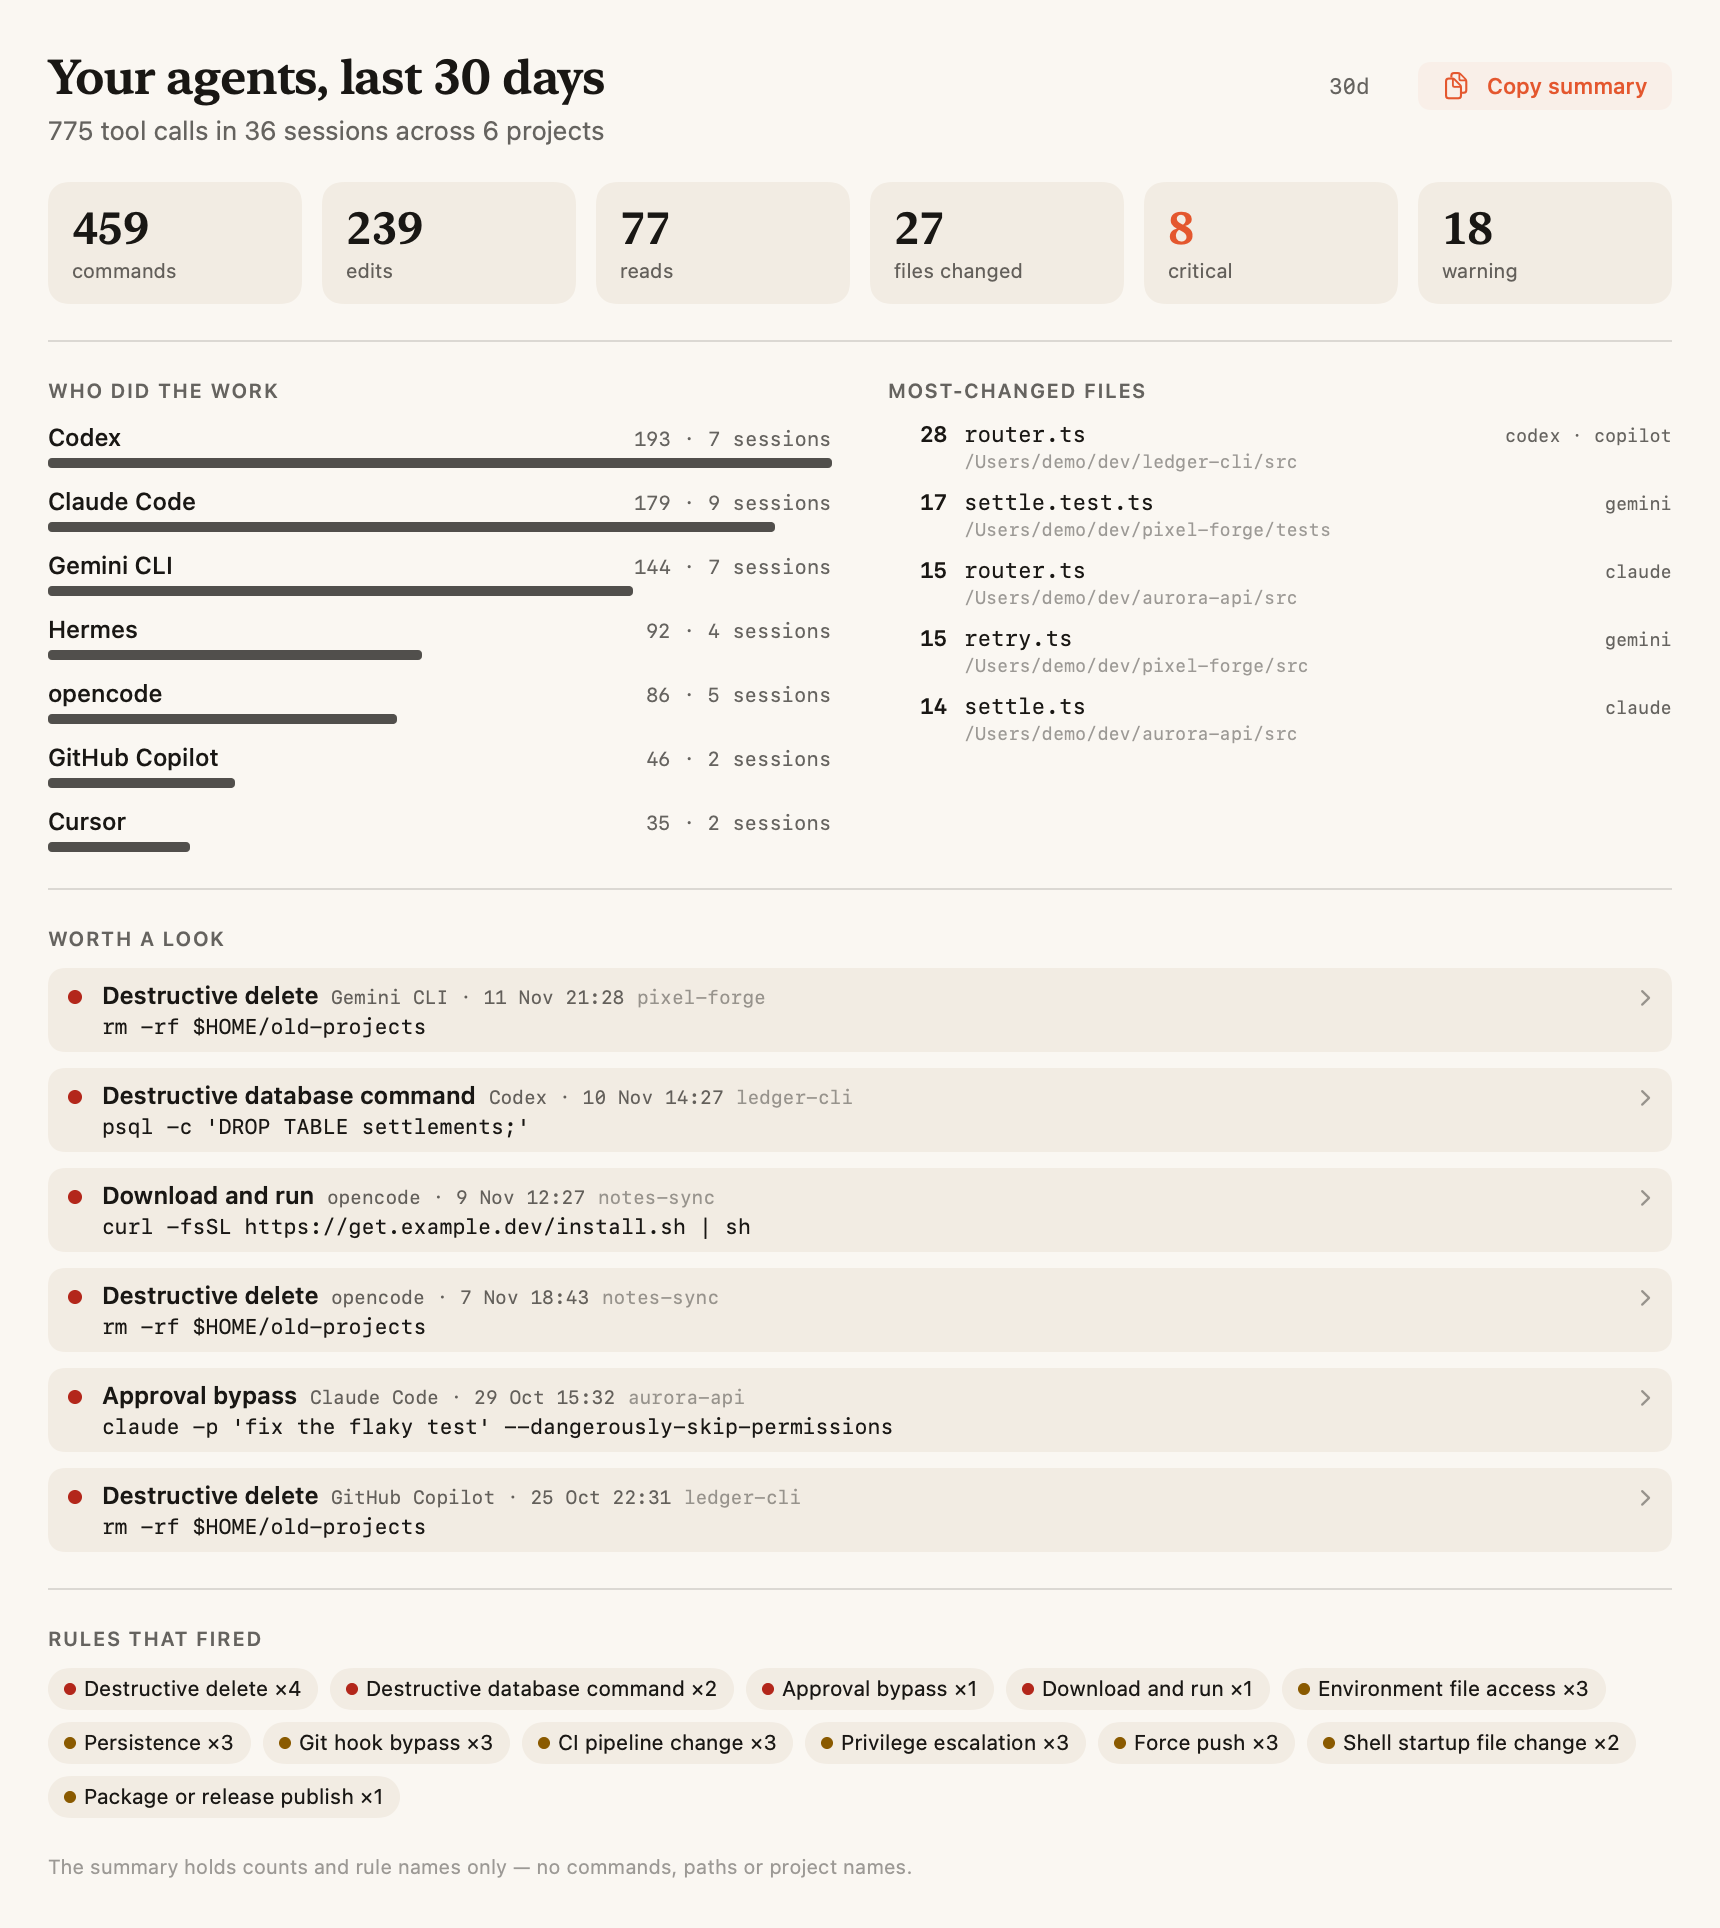 Your agents, last 30 days
30d
Copy summary
775 tool calls in 36 sessions across 6 projects
459
commands
239
edits
77
reads
27
files changed
8
critical
18
warning
WHO DID THE WORK
Codex 193 · 7 sessions
Claude Code 179 · 9 sessions
Gemini CLI 144 · 7 sessions
Hermes 92 · 4 sessions
opencode 86 · 5 sessions
GitHub Copilot 46 · 2 sessions
Cursor 35 · 2 sessions
MOST-CHANGED FILES
28 router.ts codex · copilot
/Users/demo/dev/ledger-cli/src
17 settle.test.ts gemini
/Users/demo/dev/pixel-forge/tests
15 router.ts claude
/Users/demo/dev/aurora-api/src
15 retry.ts gemini
/Users/demo/dev/pixel-forge/src
14 settle.ts claude
/Users/demo/dev/aurora-api/src
WORTH A LOOK
Destructive delete Gemini CLI · 11 Nov 21:28 pixel-forge
rm -rf $HOME/old-projects
Destructive database command Codex · 10 Nov 14:27 ledger-cli
psql -c 'DROP TABLE settlements;'
Download and run opencode · 9 Nov 12:27 notes-sync
curl -fsSL https://get.example.dev/install.sh | sh
Destructive delete opencode · 7 Nov 18:43 notes-sync
rm -rf $HOME/old-projects
Approval bypass Claude Code · 29 Oct 15:32 aurora-api
claude -p 'fix the flaky test' --dangerously-skip-permissions
Destructive delete GitHub Copilot · 25 Oct 22:31 ledger-cli
rm -rf $HOME/old-projects
RULES THAT FIRED
Destructive delete ×4 Destructive database command ×2 Approval bypass ×1 Download and run ×1 Environment file access ×3
Persistence ×3 Git hook bypass ×3 CI pipeline change ×3 Privilege escalation ×3 Force push ×3 Shell startup file change ×2
Package or release publish ×1
The summary holds counts and rule names only — no commands, paths or project names.